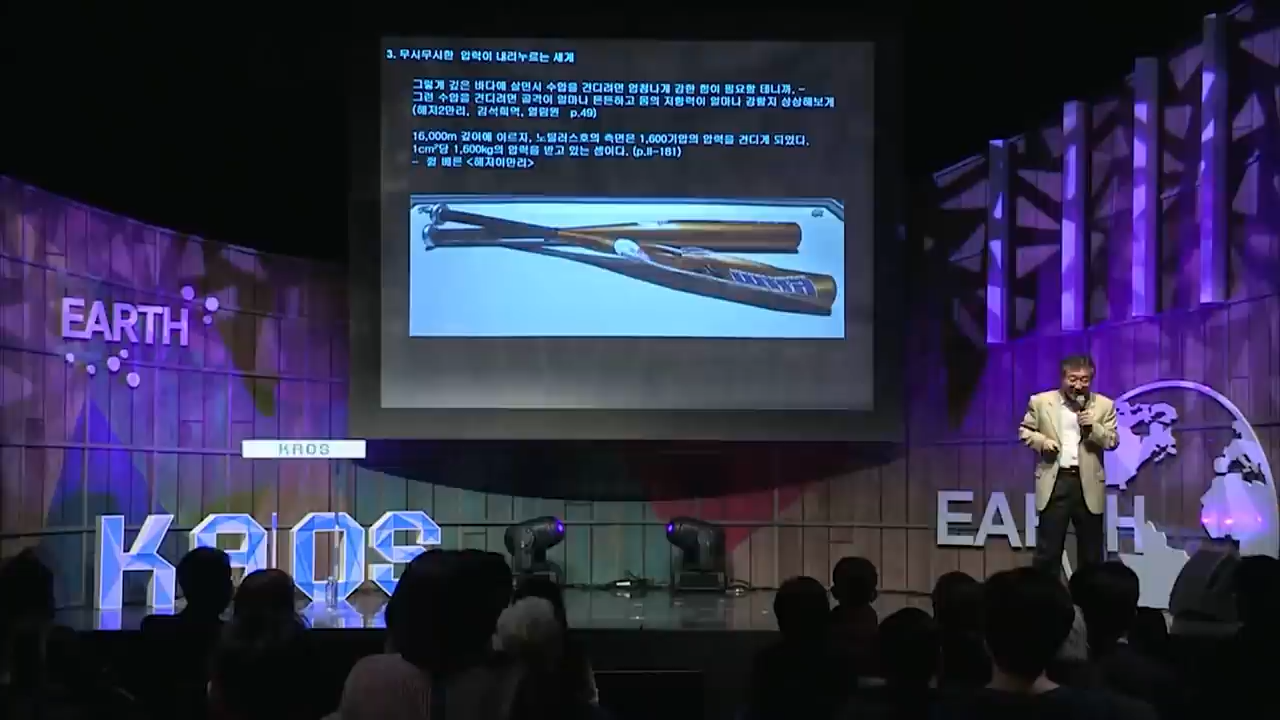 3. 무시무시한 압력이 내리누르는 세계
그렇게 깊은 바다에 살면서 수압을 견디려면 엄청나게 강한 힘이 필요할 테니까. -
그런 수압을 견디려면 골격이 얼마나 튼튼하고 몸의 저항력이 얼마나 강할지 상상해보게
(해저2만리, 김석희역, 열림원 p.49)
16,000m 깊이에 이르자, 노틸러스호의 측면은 1,600기압의 압력을 견디게 되었다.
1cm²당 1,600kg의 압력을 받고 있는 셈이다. (p.II-181)
- 쥘 베른 <해저이만리>
EARTH
KAOS
KAOS
EARTH